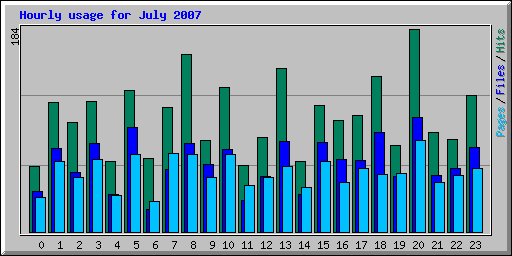 Hourly usage for July 2007
184
Pages / Files / Hits
0 1 2 3 4 5 6 7 8 9 10 11 12 13 14 15 16 17 18 19 20 21 22 23